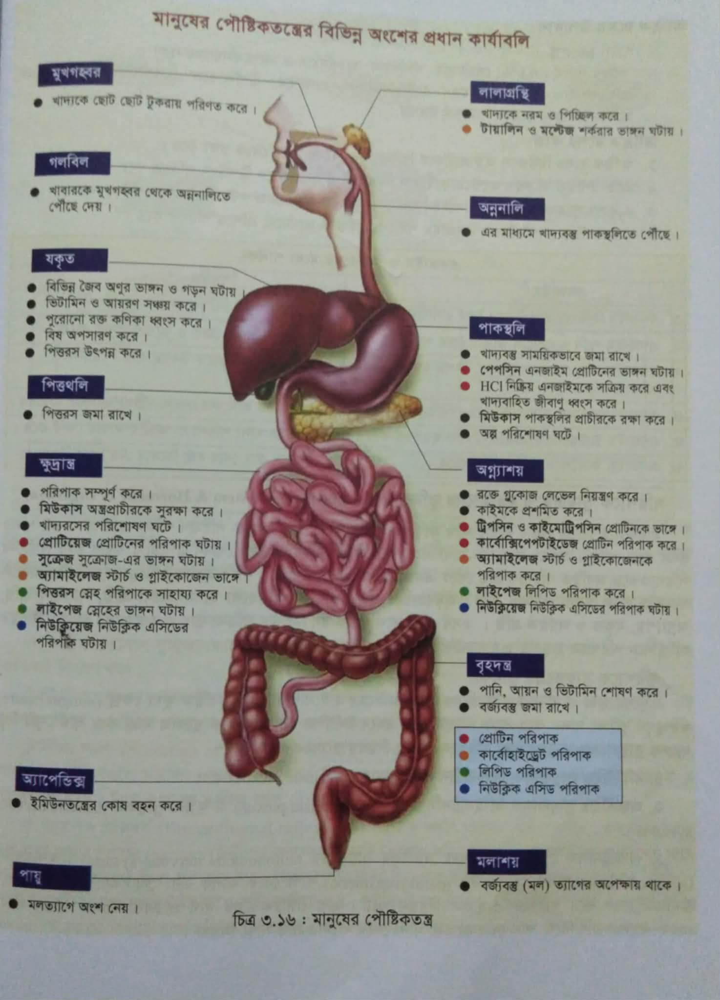 মানুষের পৌষ্টিকতন্ত্রের বিভিন্ন অংশের প্রধান কার্যাবলি
মুখগহ্বর
● খাদ্যকে ছোট ছোট টুকরায় পরিণত করে।
গলবিল
● খাবারকে মুখগহ্বর থেকে অন্ননালিতে
পৌঁছে দেয়।
যকৃত
● বিভিন্ন জৈব অণুর ভাঙ্গন ও গড়ন ঘটায়।
● ভিটামিন ও আয়রণ সঞ্চয় করে।
● পুরোনো রক্ত কণিকা ধ্বংস করে।
● বিষ অপসারণ করে।
● পিত্তরস উৎপন্ন করে।
পিত্তথলি
● পিত্তরস জমা রাখে।
ক্ষুদ্রান্ত্র
● পরিপাক সম্পূর্ণ করে।
● মিউকাস অন্ত্রপ্রাচীরকে সুরক্ষা করে।
● খাদ্যরসের পরিশোষণ ঘটে।
● প্রোটিয়েজ প্রোটিনের পরিপাক ঘটায়।
● সুক্রেজ সুক্রোজ-এর ভাঙ্গন ঘটায়।
● অ্যামাইলেজ স্টার্চ ও গ্লাইকোজেন ভাঙ্গে।
● পিত্তরস স্নেহ পরিপাকে সাহায্য করে।
● লাইপেজ স্নেহের ভাঙ্গন ঘটায়।
● নিউক্লিয়েজ নিউক্লিক এসিডের
পরিপাক ঘটায়।
অ্যাপেন্ডিক্স
● ইমিউনতন্ত্রের কোষ বহন করে।
পায়ু
● মলত্যাগে অংশ নেয়।
লালাগ্রন্থি
● খাদ্যকে নরম ও পিচ্ছিল করে।
● টায়ালিন ও মল্টেজ শর্করার ভাঙ্গন ঘটায়।
অন্ননালি
● এর মাধ্যমে খাদ্যবস্তু পাকস্থলিতে পৌঁছে।
পাকস্থলি
● খাদ্যবস্তু সাময়িকভাবে জমা রাখে।
● পেপসিন এনজাইম প্রোটিনের ভাঙ্গন ঘটায়।
● HCl নিষ্ক্রিয় এনজাইমকে সক্রিয় করে এবং
খাদ্যবাহিত জীবাণু ধ্বংস করে।
● মিউকাস পাকস্থলির প্রাচীরকে রক্ষা করে।
● অল্প পরিশোষণ ঘটে।
অগ্ন্যাশয়
● রক্তে গ্লুকোজ লেভেল নিয়ন্ত্রণ করে।
● কাইমকে প্রশমিত করে।
● ট্রিপসিন ও কাইমোট্রিপসিন প্রোটিনকে ভাঙ্গে।
● কার্বোক্সিপেপটাইডেজ প্রোটিন পরিপাক করে।
● অ্যামাইলেজ স্টার্চ ও গ্লাইকোজেনকে
পরিপাক করে।
● লাইপেজ লিপিড পরিপাক করে।
● নিউক্লিয়েজ নিউক্লিক এসিডের পরিপাক ঘটায়।
বৃহদন্ত্র
● পানি, আয়ন ও ভিটামিন শোষণ করে।
● বর্জ্যবস্তু জমা রাখে।
● প্রোটিন পরিপাক
● কার্বোহাইড্রেট পরিপাক
● লিপিড পরিপাক
● নিউক্লিক এসিড পরিপাক
মলাশয়
● বর্জ্যবস্তু (মল) ত্যাগের অপেক্ষায় থাকে।
চিত্র ৩.১৬ : মানুষের পৌষ্টিকতন্ত্র